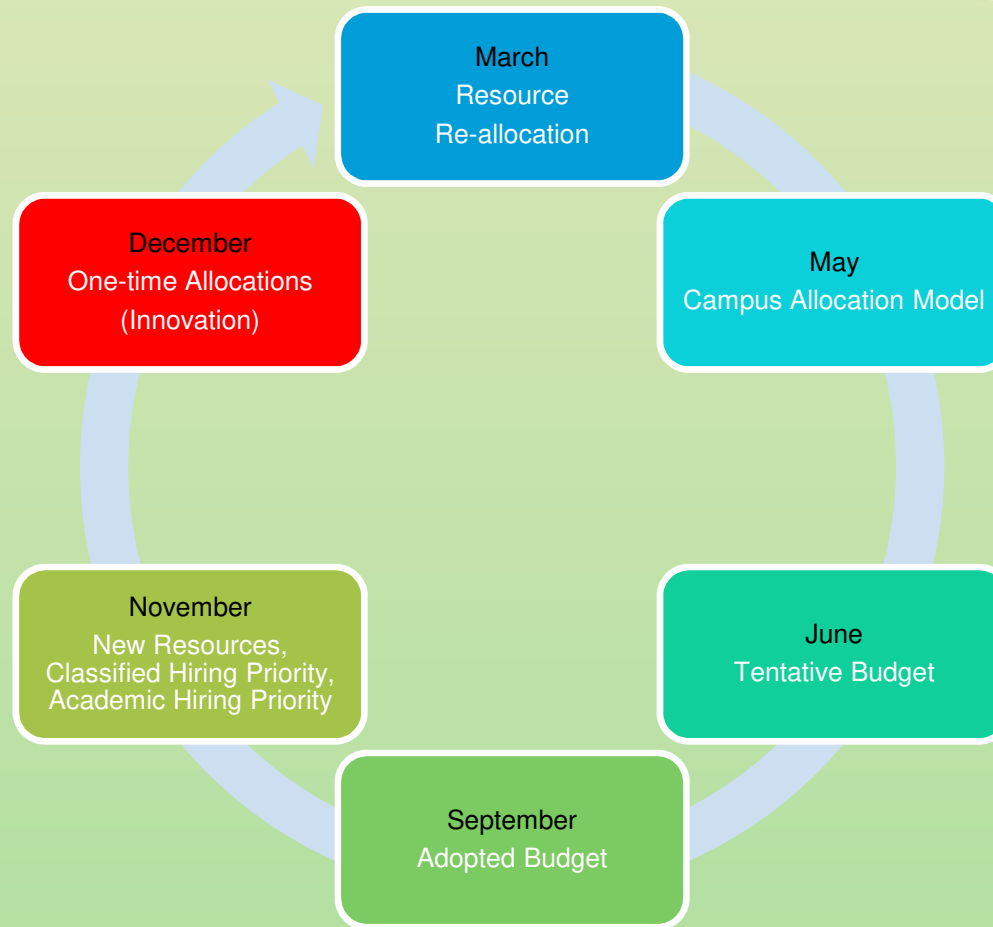 March
Resource
Re-allocation
May
Campus Allocation Model
June
Tentative Budget
September
Adopted Budget
November
New Resources,
Classified Hiring Priority,
Academic Hiring Priority
December
One-time Allocations
(Innovation)